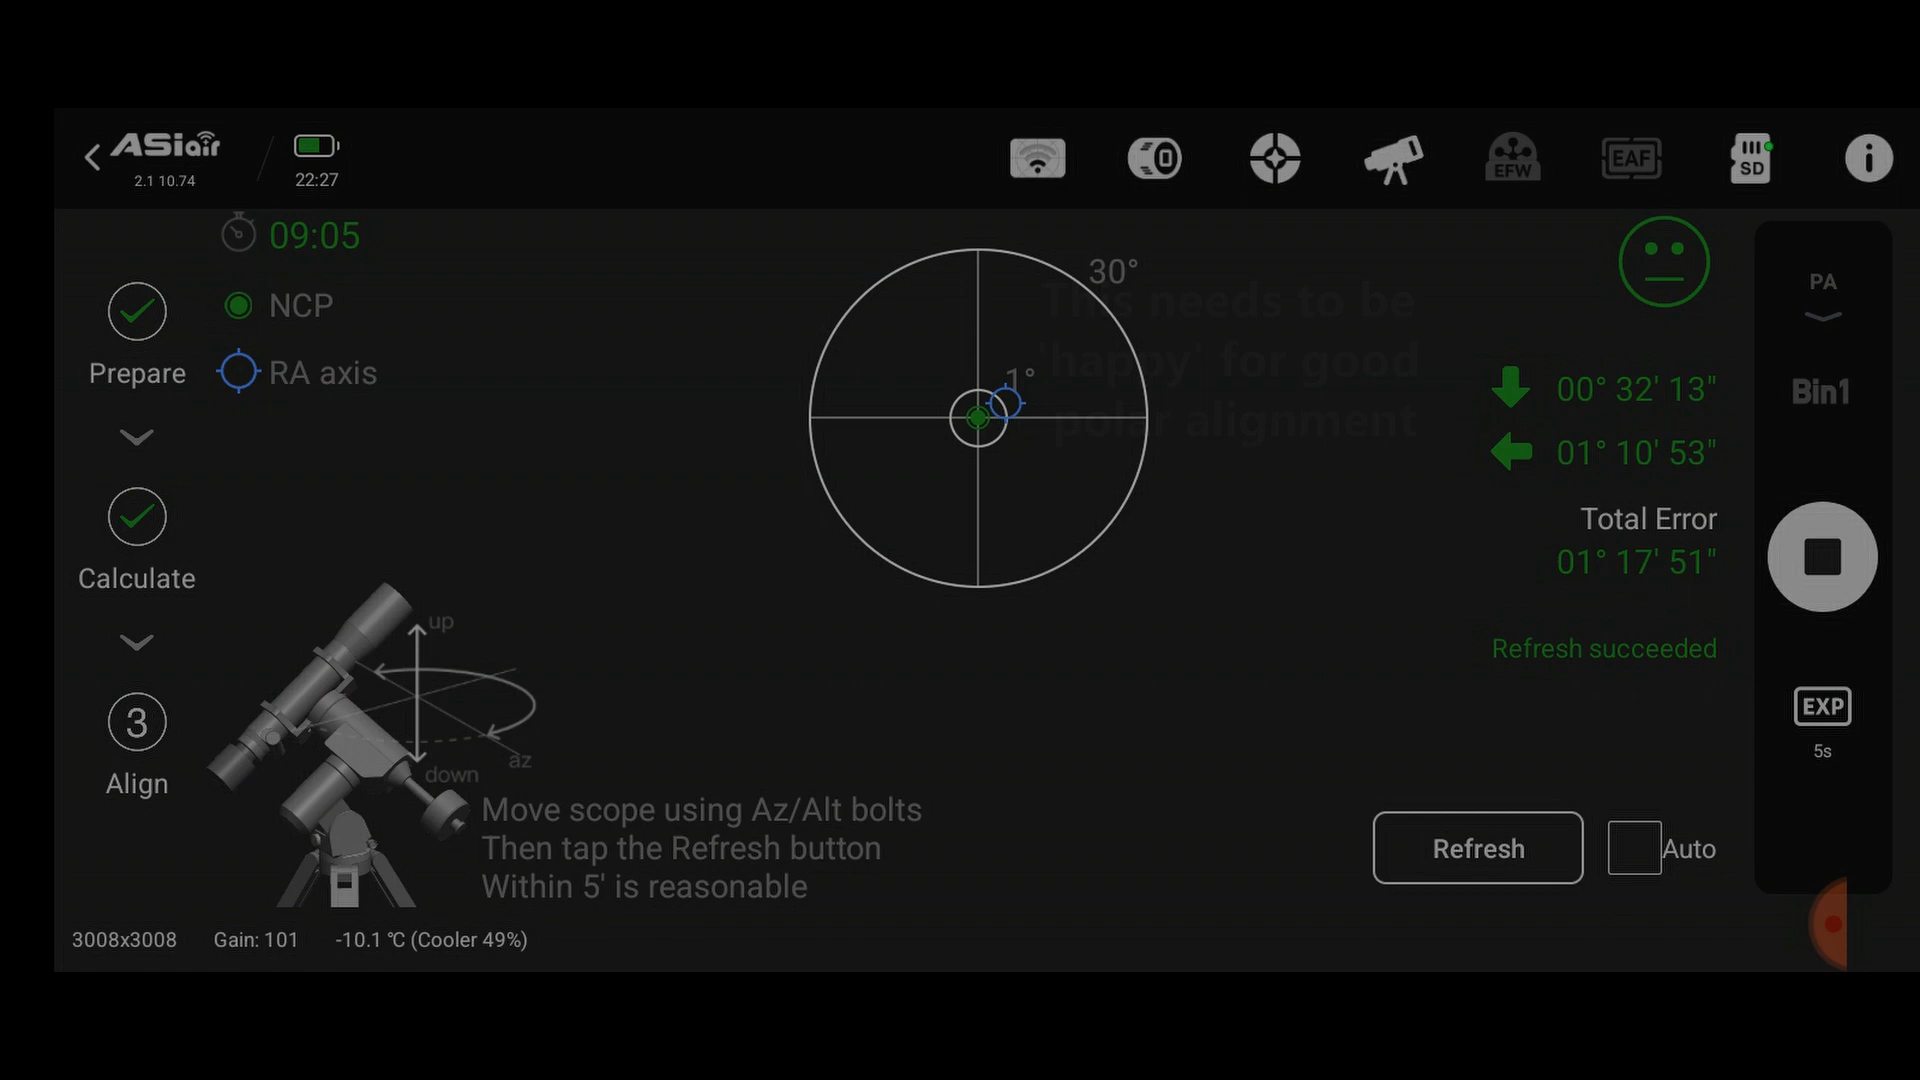 ASiair
2.1 10.74
22:27
EFW
EAF
SD
09:05
NCP
RA axis
Prepare
Calculate
3
Align
30°
1°
This needs to be
'happy' for good
polar alignment
00° 32' 13"
01° 10' 53"
Total Error
01° 17' 51"
Refresh succeeded
PA
Bin1
EXP
5s
up
down
az
Move scope using Az/Alt bolts
Then tap the Refresh button
Within 5' is reasonable
Refresh
Auto
3008x3008 Gain: 101 -10.1 ℃ (Cooler 49%)